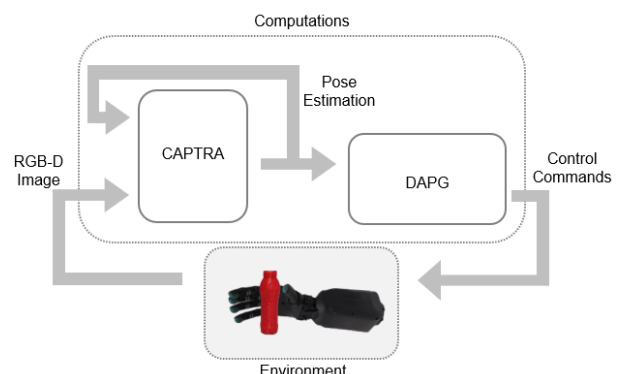 Computations
Pose
Estimation
CAPTRA
RGB-D
Image
DAPG
Control
Commands
Environment